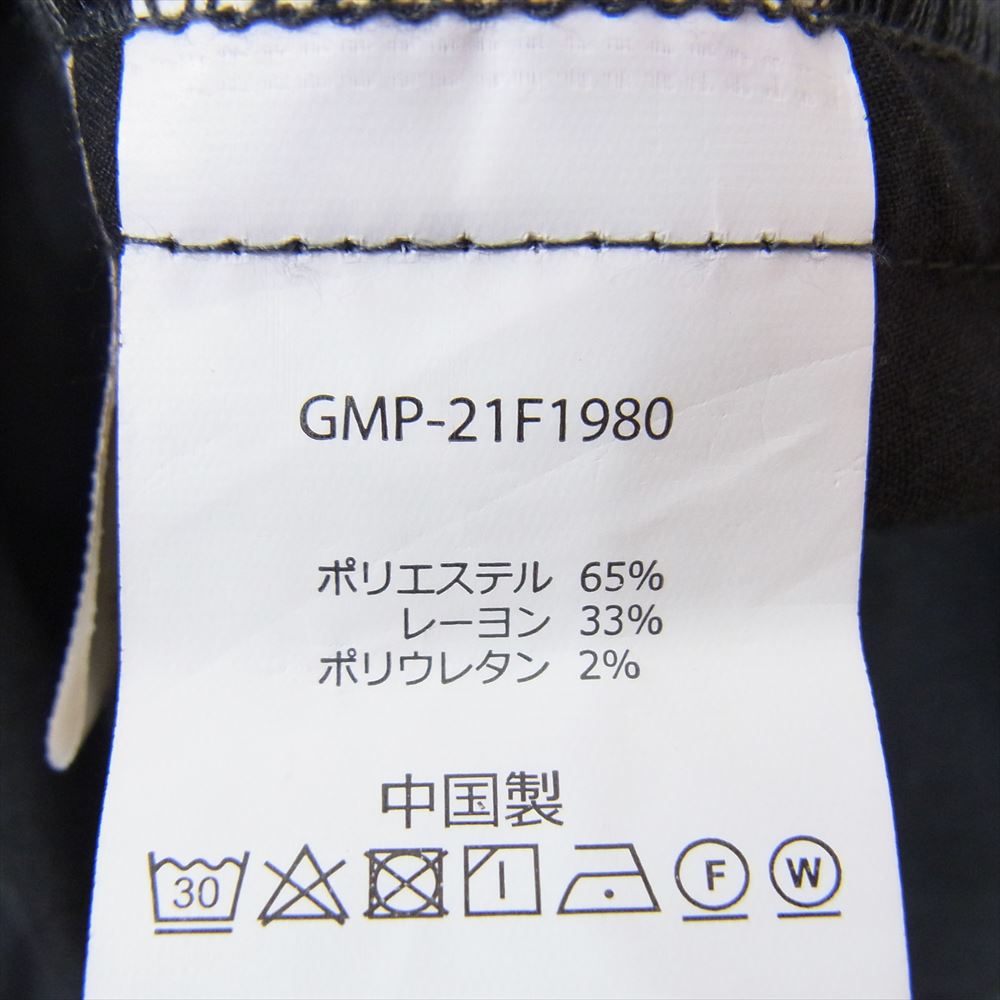 GMP-21F1980
ポリエステル 65%
レーヨン 33%
ポリウレタン 2%
中国製
30 F W